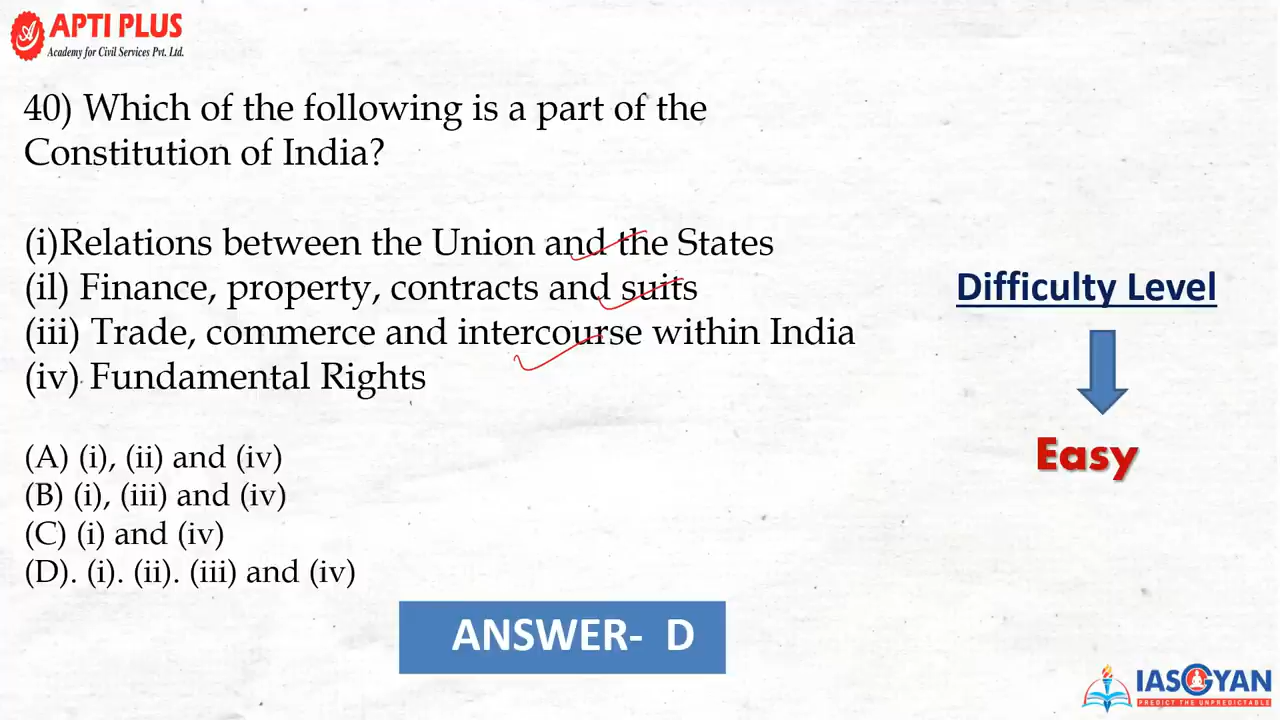 APTI PLUS
Academy for Civil Services Pvt. Ltd.
40) Which of the following is a part of the
Constitution of India?
(i)Relations between the Union and the States
(il) Finance, property, contracts and suits
(iii) Trade, commerce and intercourse within India
(iv) Fundamental Rights
(A) (i), (ii) and (iv)
(B) (i), (iii) and (iv)
(C) (i) and (iv)
(D). (i). (ii). (iii) and (iv)
ANSWER- D
Difficulty Level
Easy
IASGYAN
PREDICT THE UNPREDICTABLE